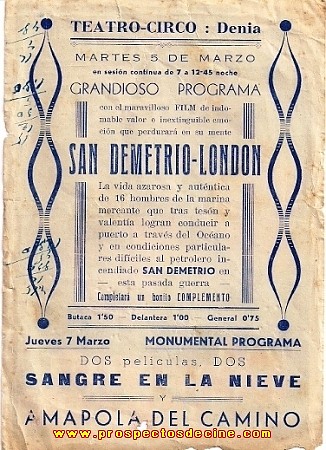 TEATRO-CIRCO : Denia
MARTES 5 DE MARZO
en sesión continua de 7 a 12-45 noche
GRANDIOSO PROGRAMA
con el maravilloso FILM de indo-
mable valor e inextinguible emo-
ción que perdurará en su mente
SAN DEMETRIO-LONDON
La vida azarosa y auténtica
de 16 hombres de la marina
mercante que tras tesón y
valentía logran conducir a
puerto a través del Océano
y en condiciones particula-
res difíciles al petrolero in-
cendiado SAN DEMETRIO en
esta pasada guerra
Completará un bonito COMPLEMENTO
Butaca 1'50 - Delantera 1'00 - General 0'75
Jueves 7 Marzo MONUMENTAL PROGRAMA
DOS películas, DOS
SANGRE EN LA NIEVE
Y
AMAPOLA DEL CAMINO
www.prospectosdecine.com